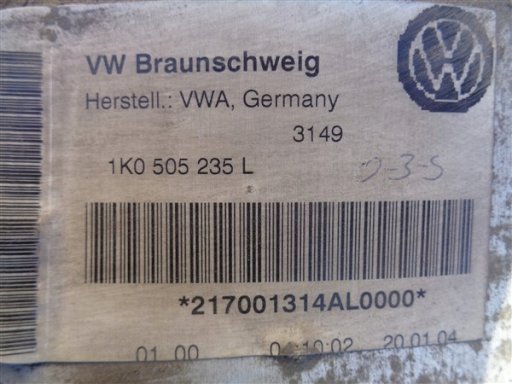 VW Braunschweig
Herstell.: VWA, Germany
3149
1K0 505 235 L
*217001314AL0000*
01 00 20.01.04